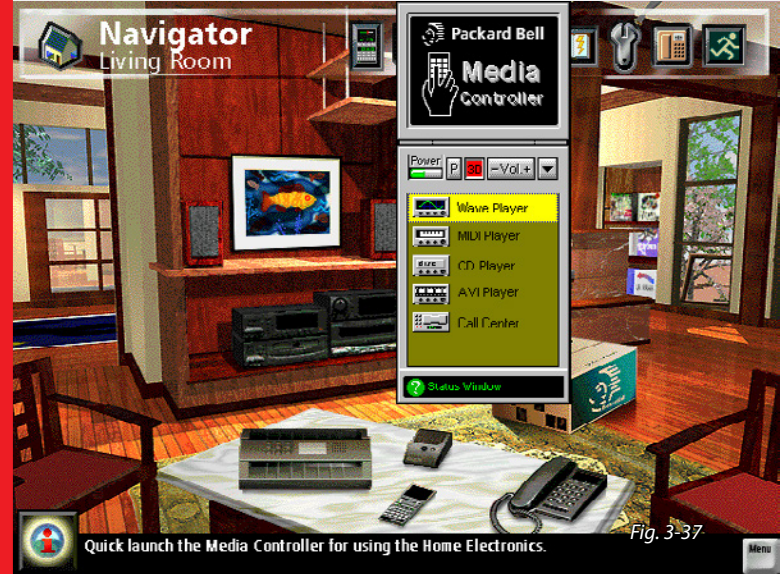 Navigator
Living Room
Packard Bell
Media
Controller
Power
P
3D
-Vol.+
Wave Player
MIDI Player
CD Player
AVI Player
Call Center
? Status Window
Fig. 3-37
i Quick launch the Media Controller for using the Home Electronics.
Menu